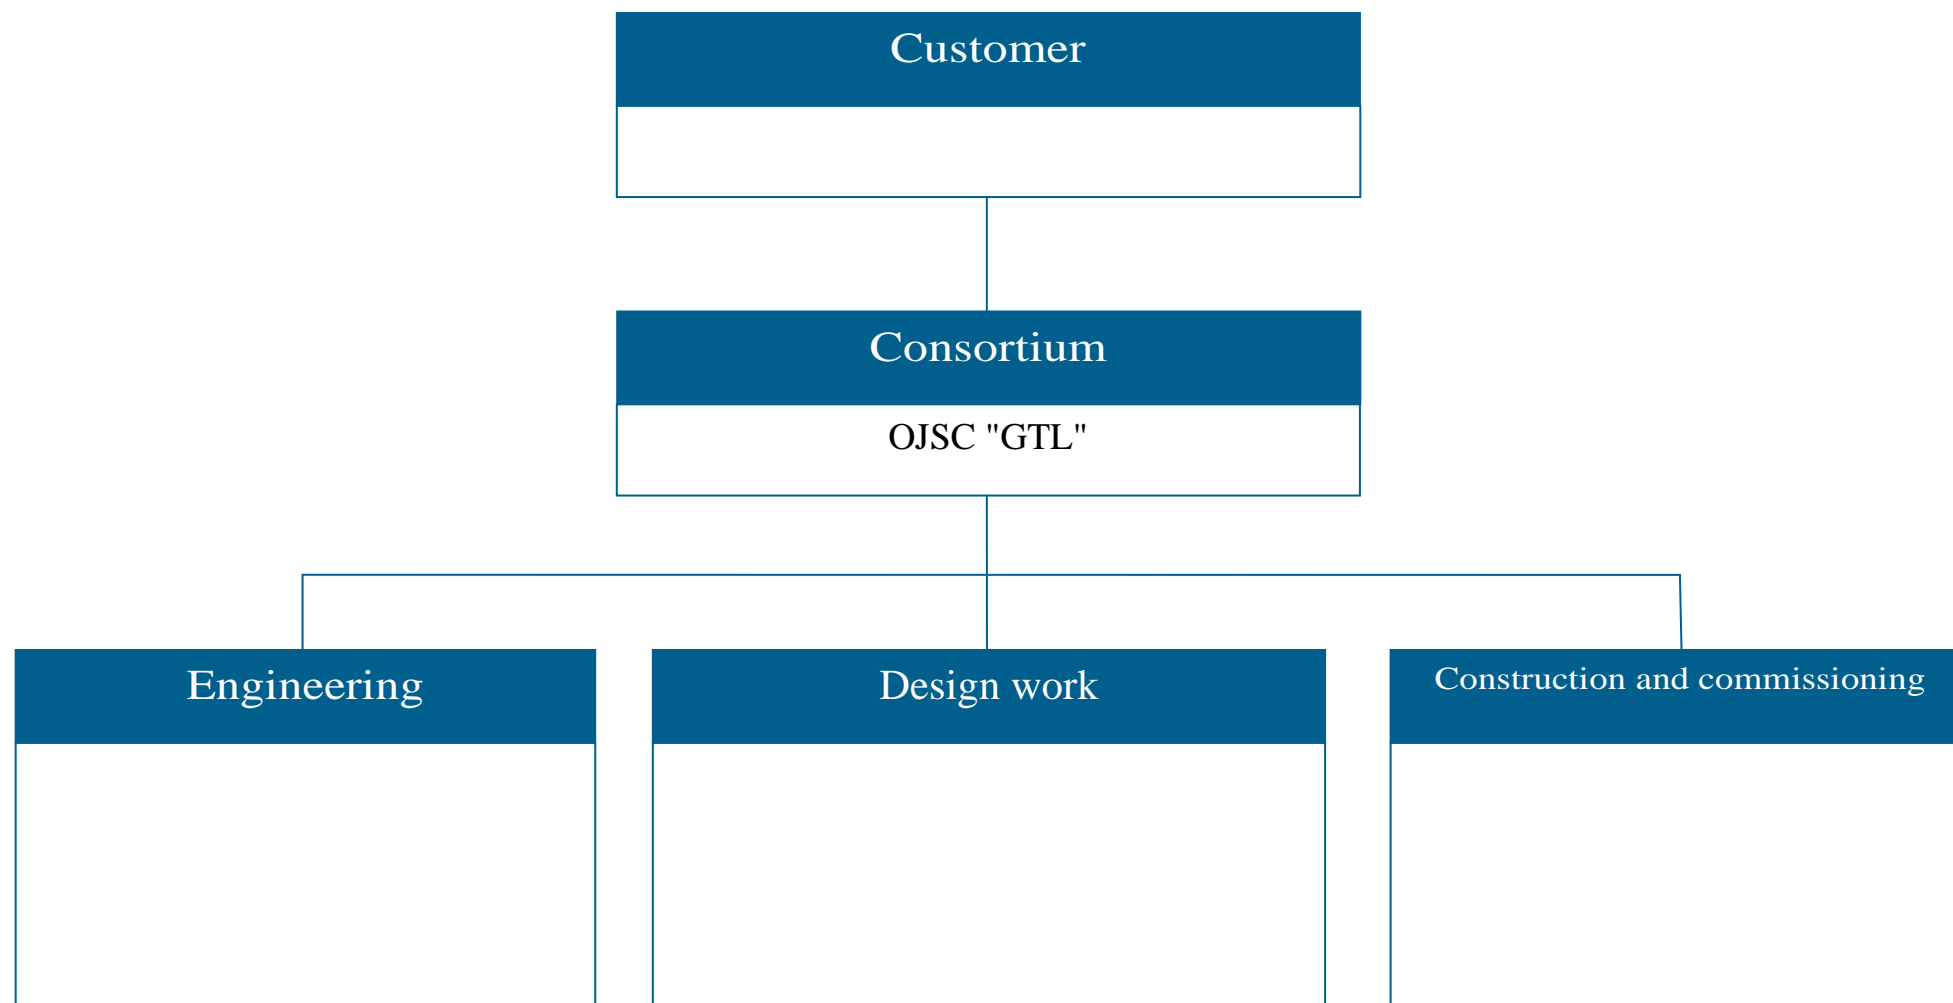 Customer
Consortium
OJSC "GTL"
Engineering
Design work
Construction and commissioning